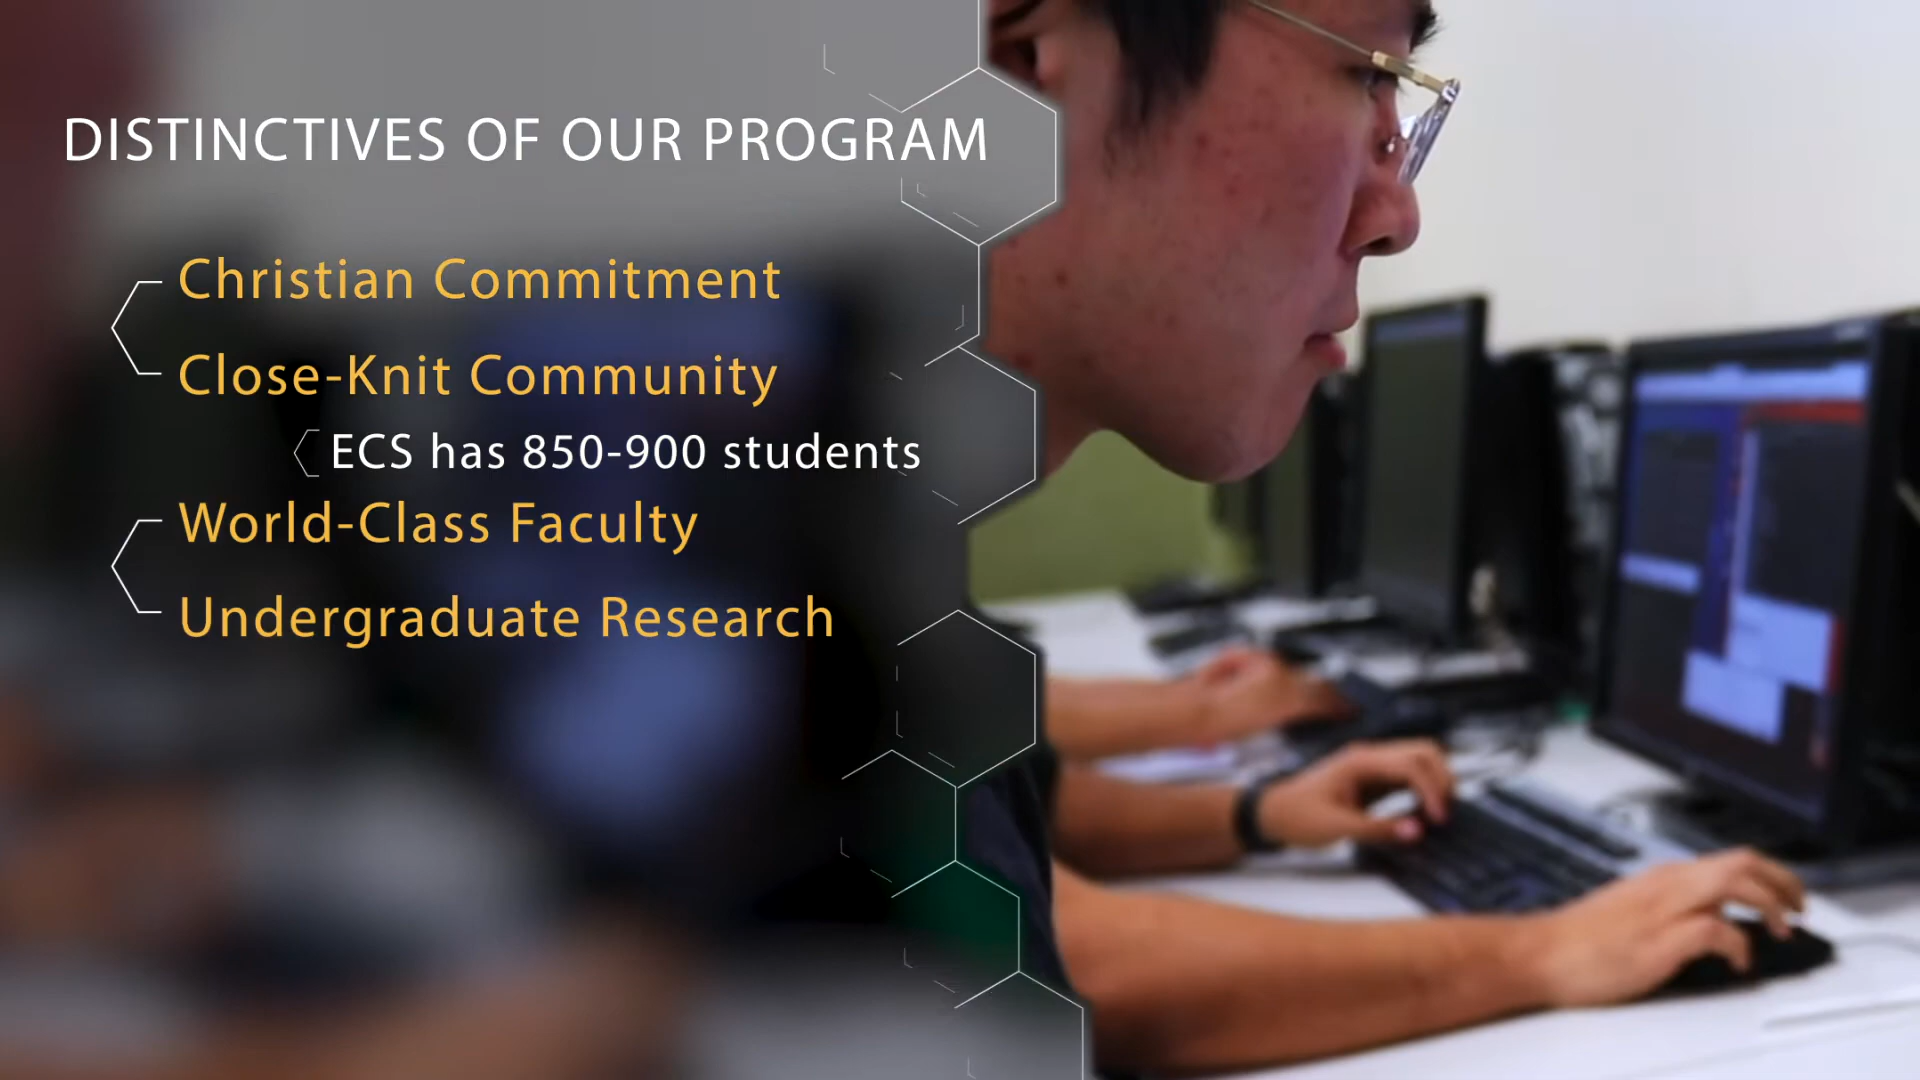 DISTINCTIVES OF OUR PROGRAM
Christian Commitment
Close-Knit Community
ECS has 850-900 students
World-Class Faculty
Undergraduate Research